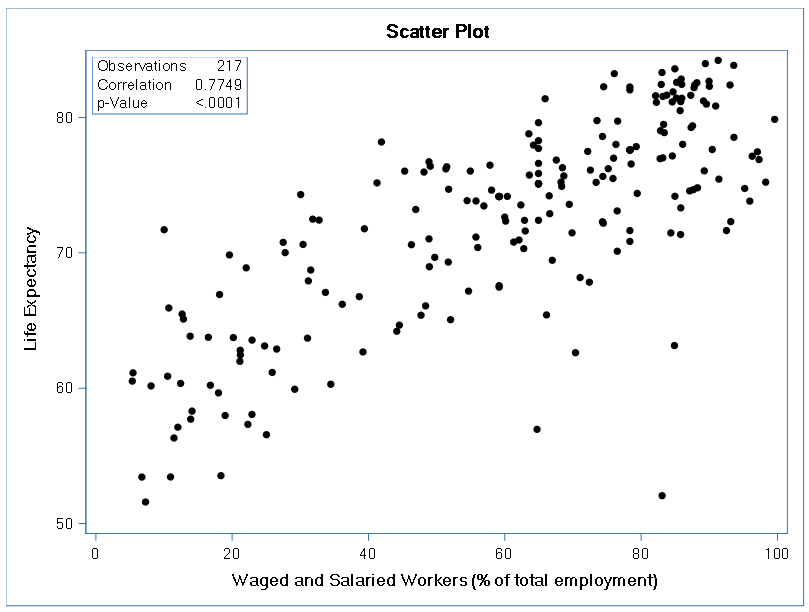 Scatter Plot
Observations 217
Correlation 0.7749
p-Value <.0001
80
70
60
50
Life Expectancy
0 20 40 60 80 100
Waged and Salaried Workers (% of total employment)